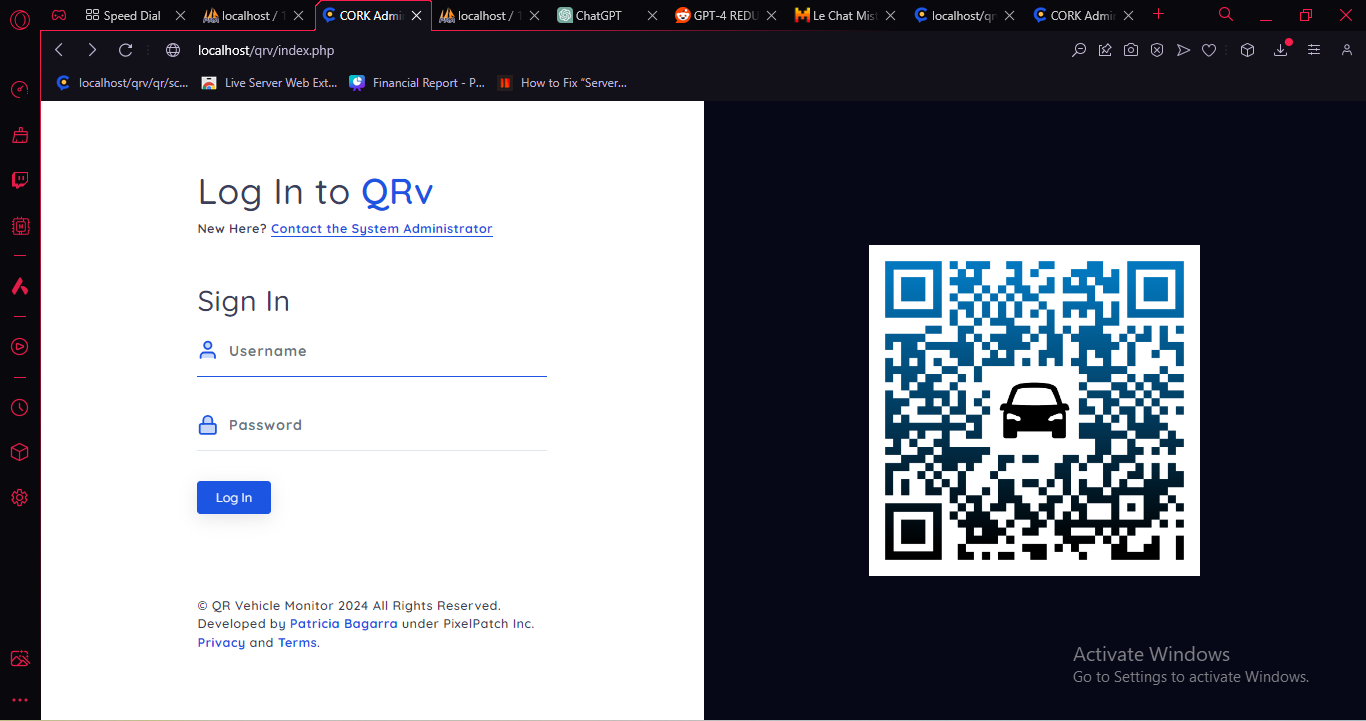 Speed Dial
localhost /
CORK Admi
localhost /
ChatGPT
GPT-4 REDU
Le Chat Mist
localhost/qr
CORK Admi
localhost/qrv/index.php
localhost/qrv/qr/sc...
Live Server Web Ext...
Financial Report - P...
How to Fix “Server...
Log In to QRv
New Here? Contact the System Administrator
Sign In
Username
Password
Log In
© QR Vehicle Monitor 2024 All Rights Reserved.
Developed by Patricia Bagarra under PixelPatch Inc.
Privacy and Terms.
Activate Windows
Go to Settings to activate Windows.